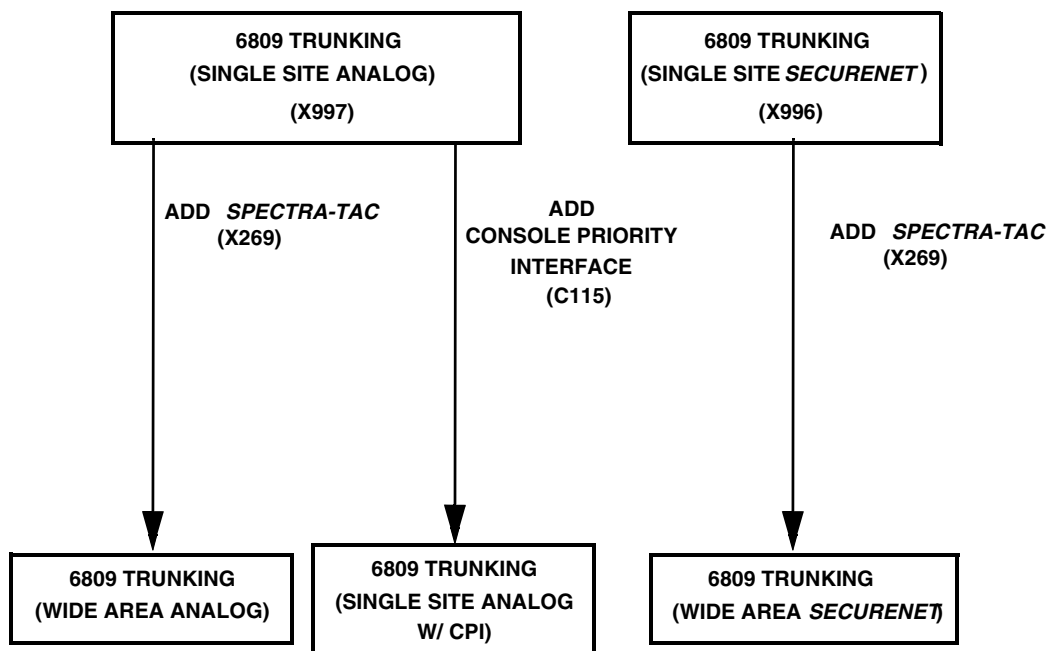 6809 TRUNKING
(SINGLE SITE ANALOG)
(X997)
6809 TRUNKING
(SINGLE SITE SECURENET)
(X996)
ADD SPECTRA-TAC
(X269)
ADD
CONSOLE PRIORITY
INTERFACE
(C115)
ADD SPECTRA-TAC
(X269)
6809 TRUNKING
(WIDE AREA ANALOG)
6809 TRUNKING
(SINGLE SITE ANALOG
W/ CPI)
6809 TRUNKING
(WIDE AREA SECURENET)